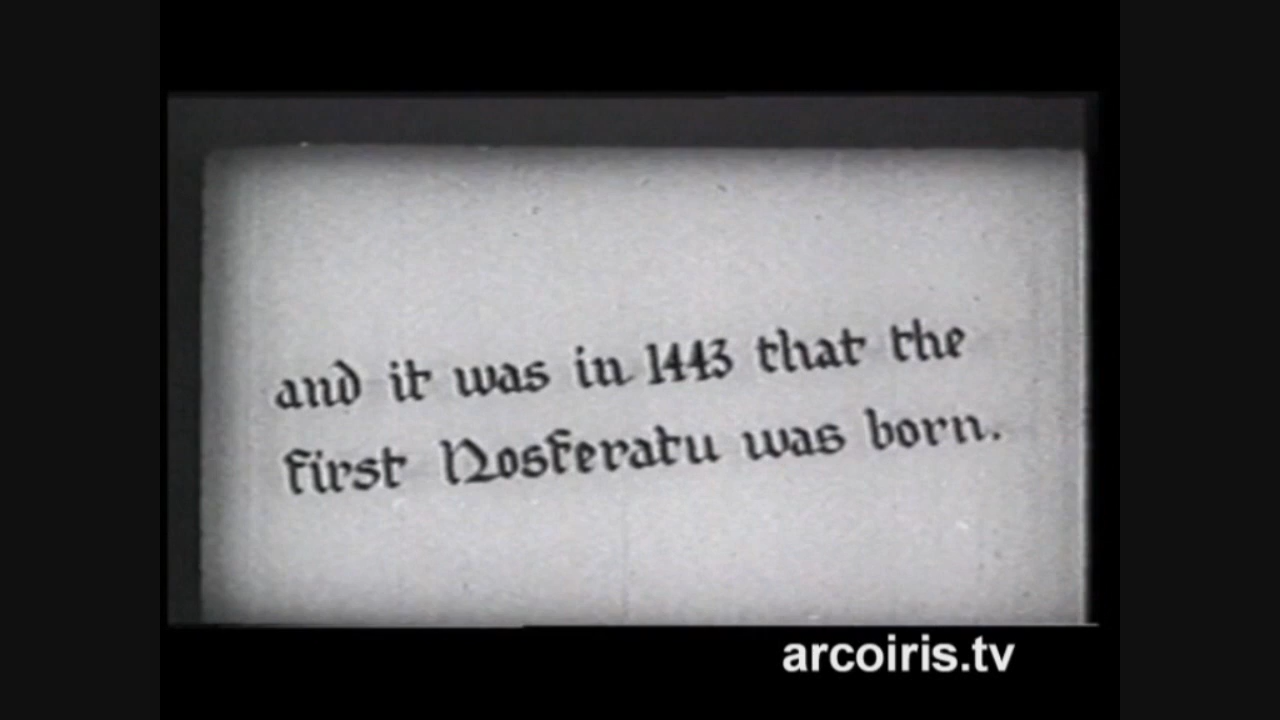 and it was in 1443 that the
first Nosferatu was born.
arcoiris.tv